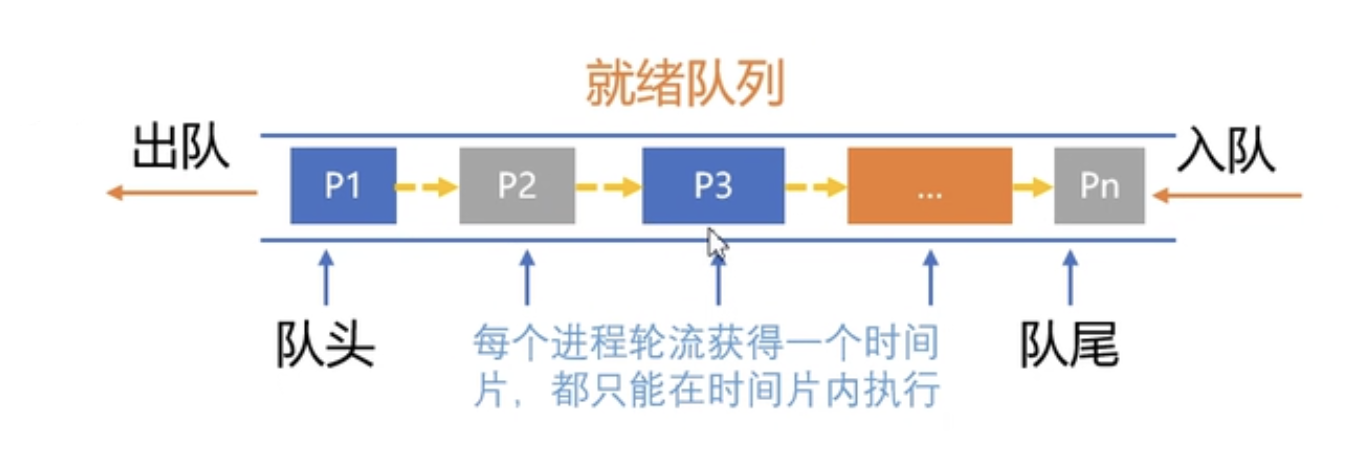 就绪队列
出队
入队
P1
P2
P3
...
Pn
队头
每个进程轮流获得一个时间
片，都只能在时间片内执行
队尾